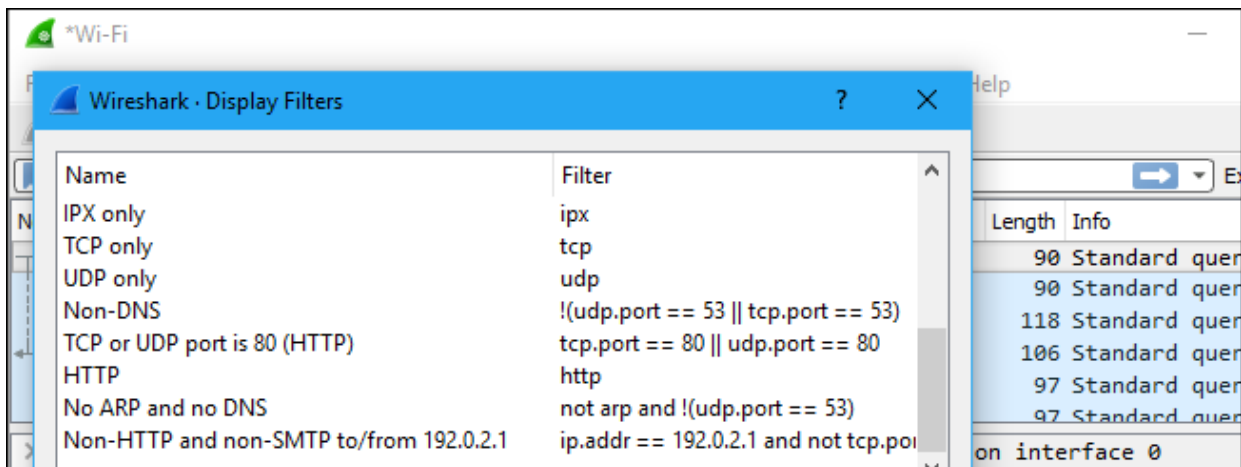 *Wi-Fi
Help
Wireshark · Display Filters ?
Name Filter
IPX only ipx
TCP only tcp
UDP only udp
Non-DNS !(udp.port == 53 || tcp.port == 53)
TCP or UDP port is 80 (HTTP) tcp.port == 80 || udp.port == 80
HTTP http
No ARP and no DNS not arp and !(udp.port == 53)
Non-HTTP and non-SMTP to/from 192.0.2.1 ip.addr == 192.0.2.1 and not tcp.por
Length Info
90 Standard quer
90 Standard quer
118 Standard quer
106 Standard quer
97 Standard quer
97 Standard quer
on interface 0